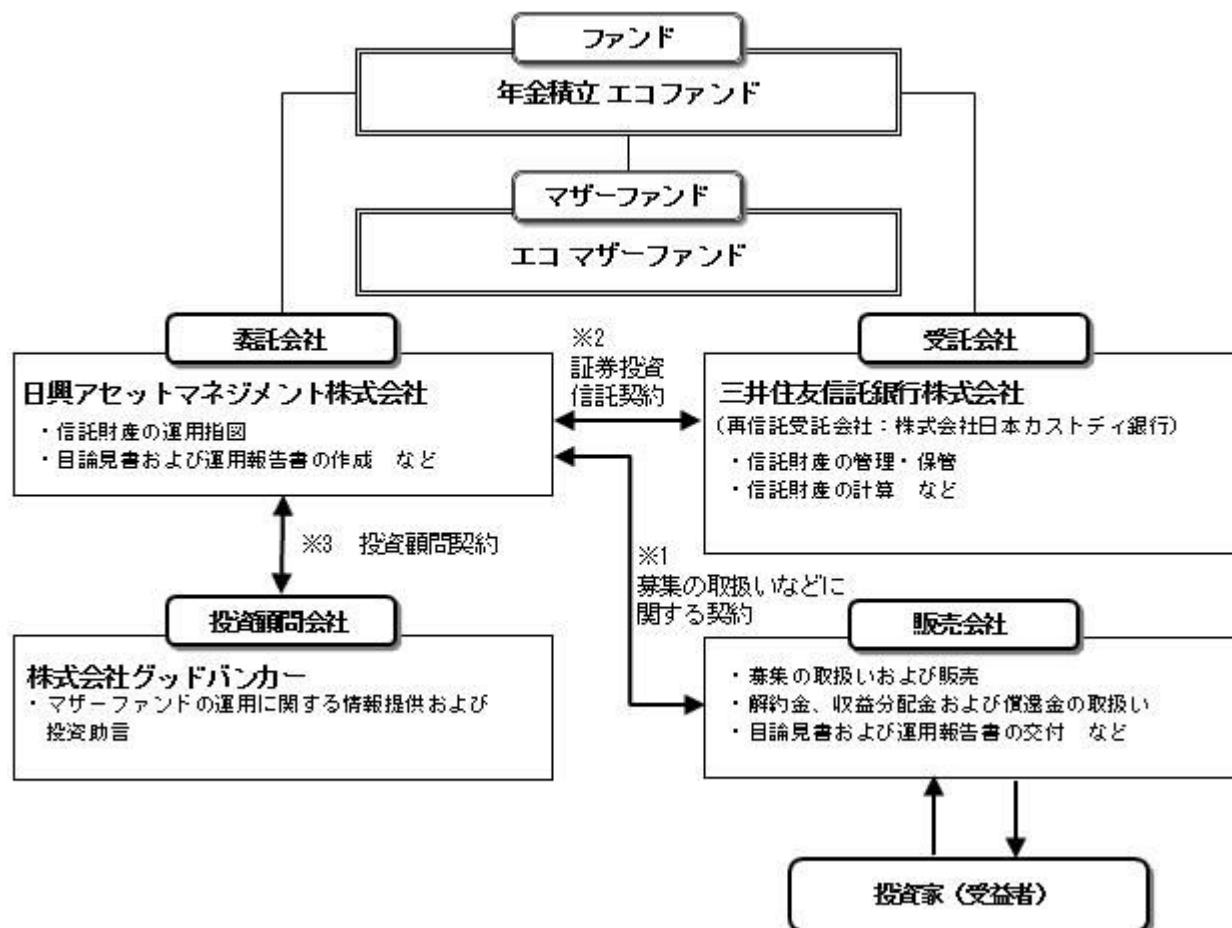 ファンド
年金積立 エコファンド
マザーファンド
エコ マザーファンド
委託会社
日興アセットマネジメント株式会社
・信託財産の運用指図
・目論見書および運用報告書の作成　など
※2
証券投資
信託契約
受託会社
三井住友信託銀行株式会社
(再信託受託会社：株式会社日本カストディ銀行)
・信託財産の管理・保管
・信託財産の計算　など
※3　投資顧問契約
※1
募集の取扱いなどに
関する契約
投資顧問会社
株式会社グッドバンカー
・マザーファンドの運用に関する情報提供および
投資助言
販売会社
・募集の取扱いおよび販売
・解約金、収益分配金および償還金の取扱い
・目論見書および運用報告書の交付　など
投資家（受益者）